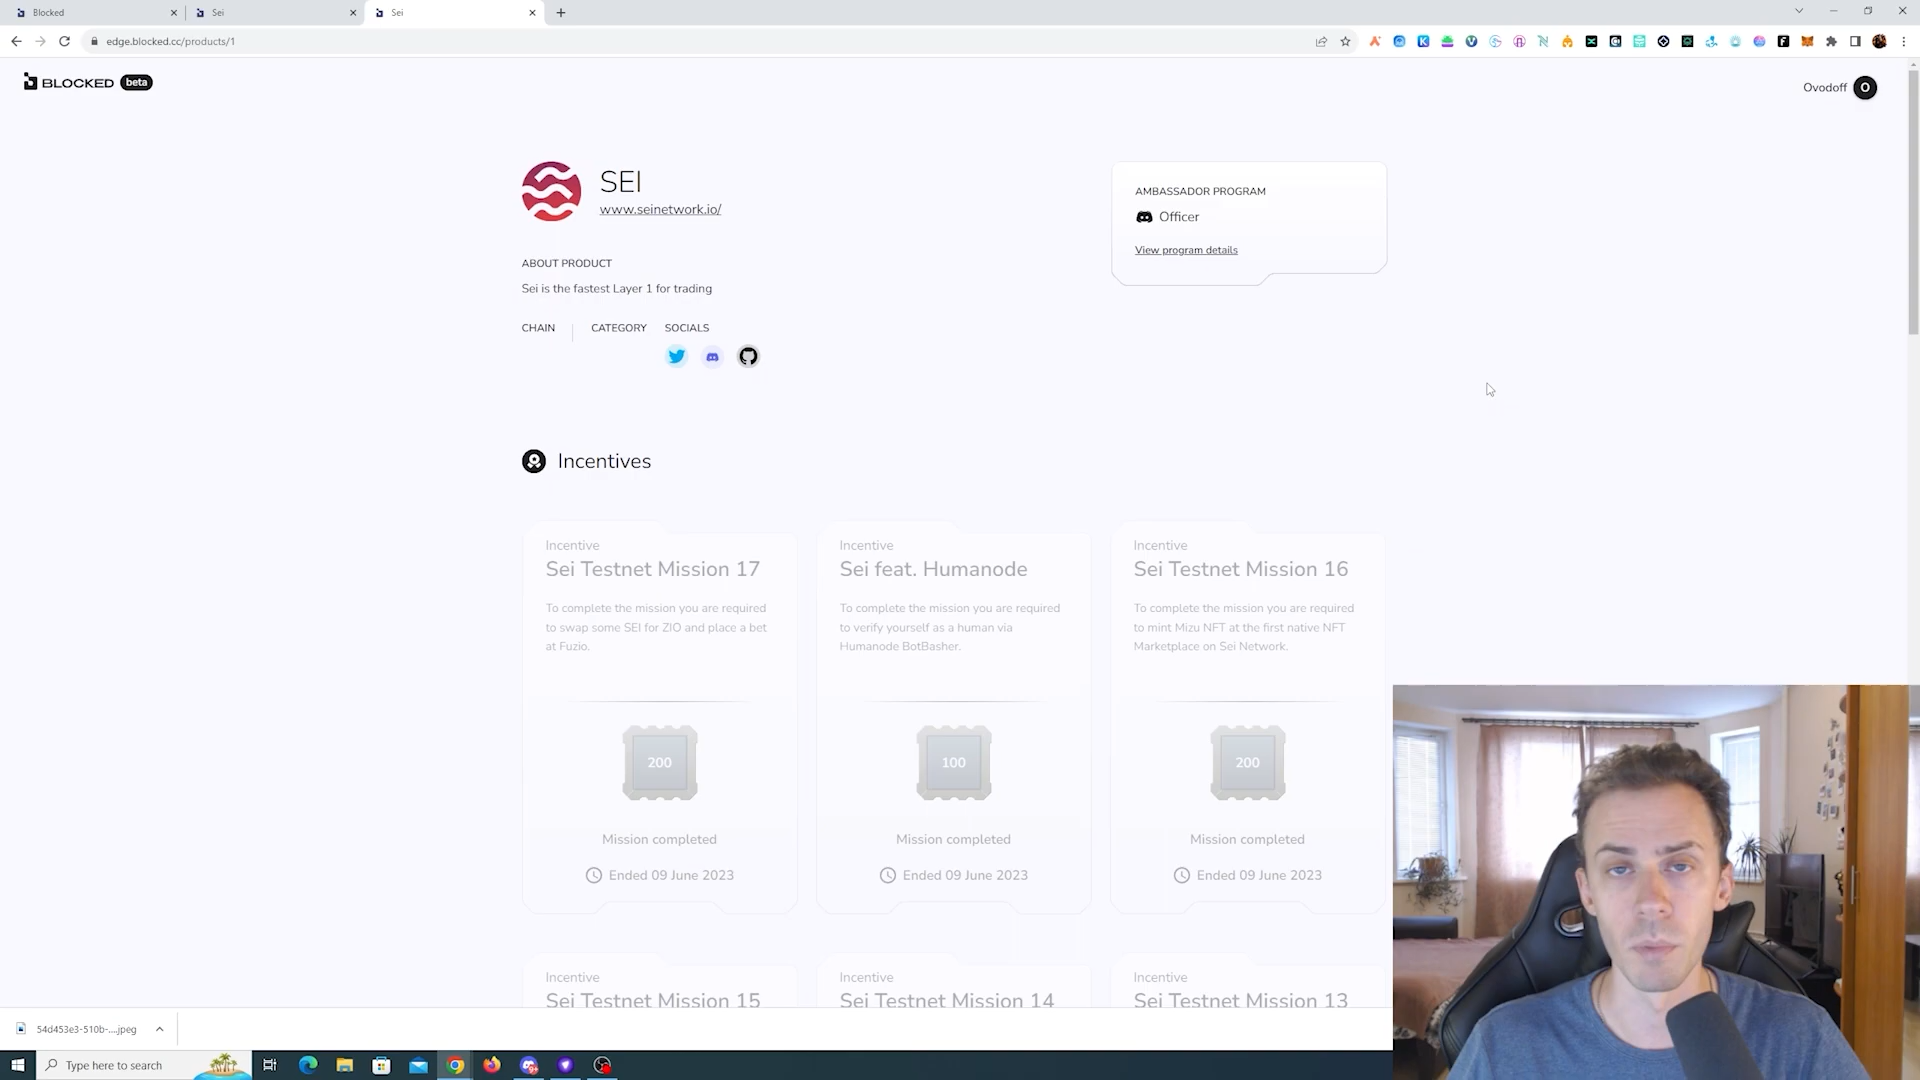 Blocked
Sei
Sei
edge.blocked.cc/products/1
BLOCKED beta
Ovodoff
O
SEI
www.seinetwork.io/
ABOUT PRODUCT
Sei is the fastest Layer 1 for trading
CHAIN
CATEGORY
SOCIALS
AMBASSADOR PROGRAM
Officer
View program details
Incentives
Incentive
Sei Testnet Mission 17
To complete the mission you are required
to swap some SEI for ZIO and place a bet
at Fuzio.
200
Mission completed
Ended 09 June 2023
Incentive
Sei feat. Humanode
To complete the mission you are required
to verify yourself as a human via
Humanode BotBasher.
100
Mission completed
Ended 09 June 2023
Incentive
Sei Testnet Mission 16
To complete the mission you are required
to mint Mizu NFT at the first native NFT
Marketplace on Sei Network.
200
Mission completed
Ended 09 June 2023
Incentive
Sei Testnet Mission 15
Incentive
Sei Testnet Mission 14
Incentive
Sei Testnet Mission 13
54d453e3-510b-....jpeg
Type here to search